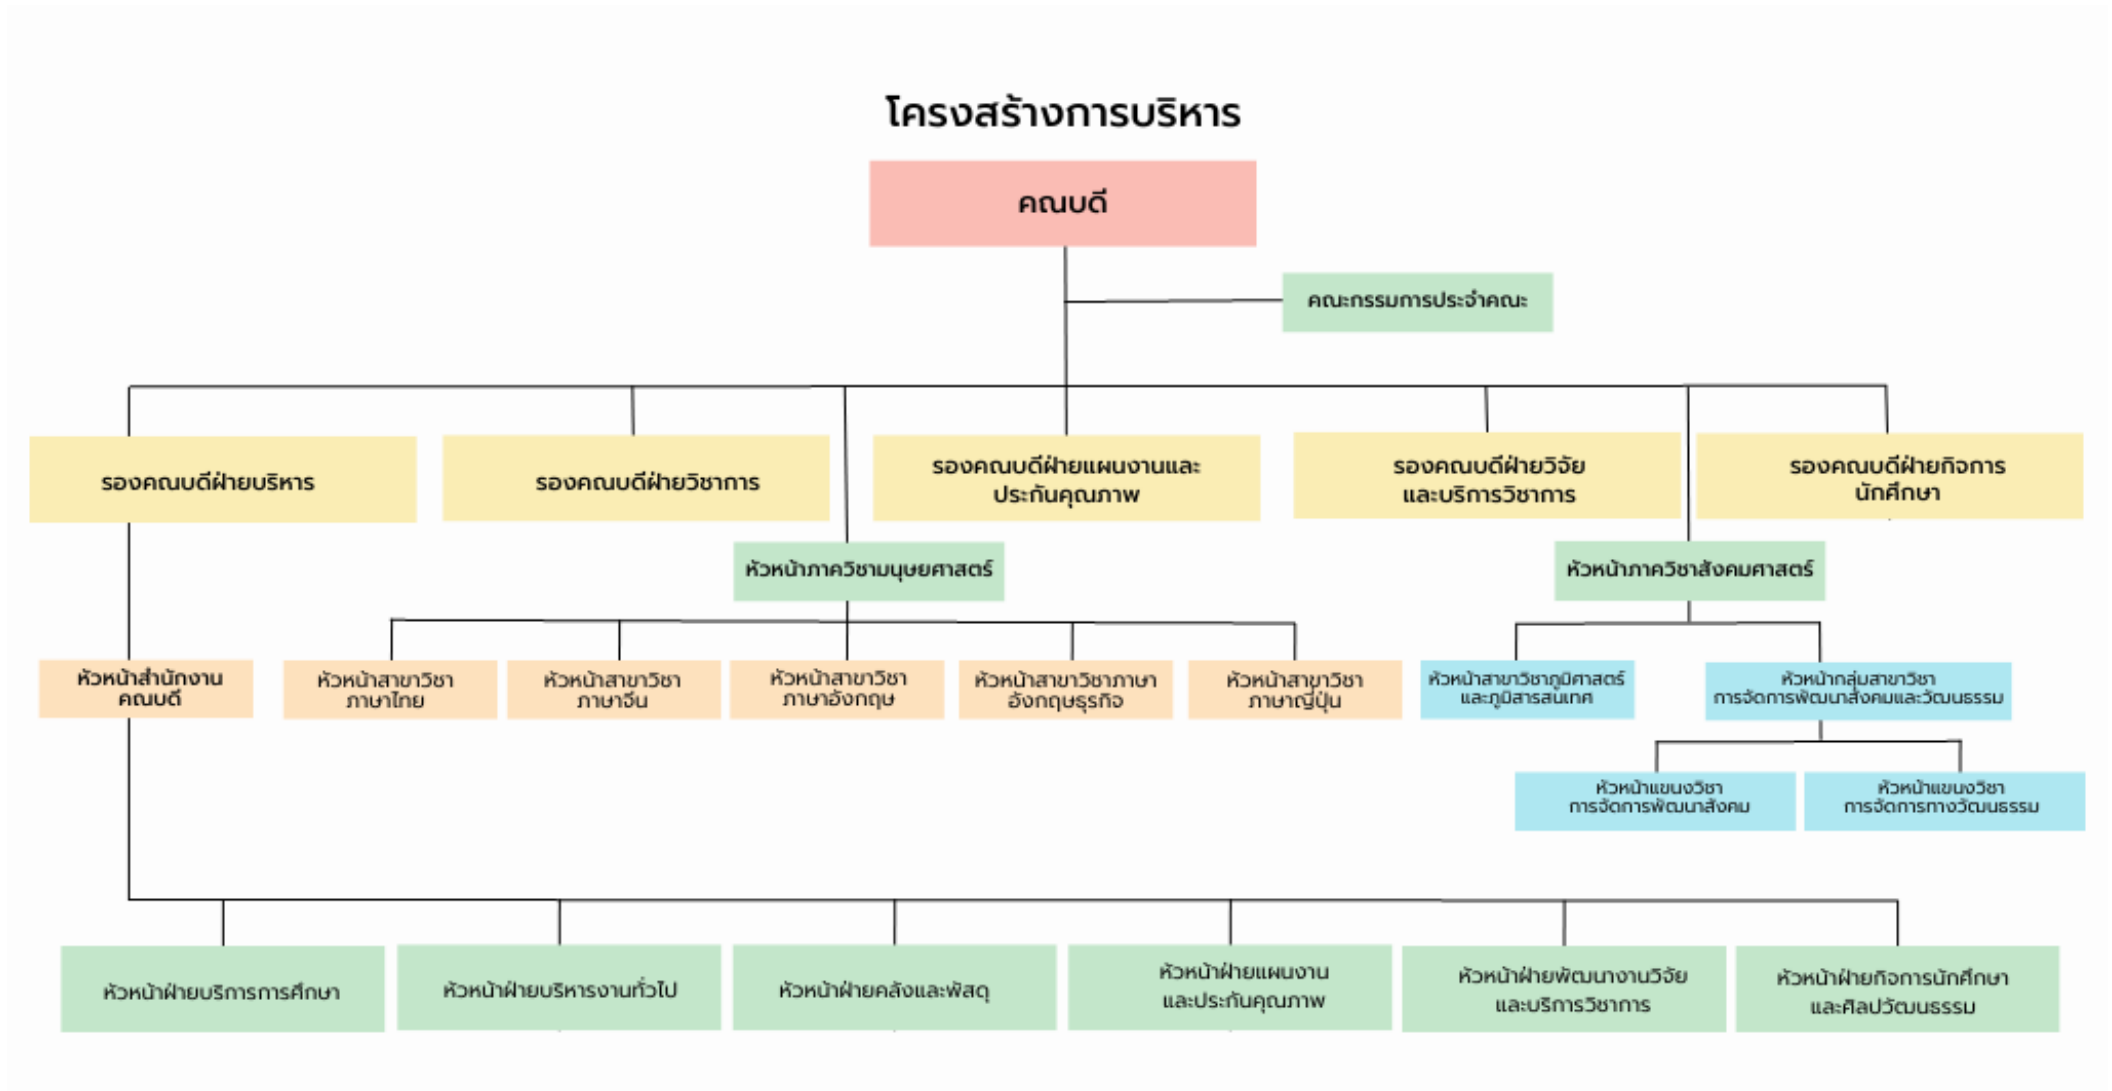 โครงสร้างการบริหาร
คณบดี
คณะกรรมการประจำคณะ
รองคณบดีฝ่ายบริหาร
รองคณบดีฝ่ายวิชาการ
รองคณบดีฝ่ายแผนงานและ
ประกันคุณภาพ
รองคณบดีฝ่ายวิจัย
และบริการวิชาการ
รองคณบดีฝ่ายกิจการ
นักศึกษา
หัวหน้าภาควิชามนุษยศาสตร์
หัวหน้าภาควิชาสังคมศาสตร์
หัวหน้าสำนักงาน
คณบดี
หัวหน้าสาขาวิชา
ภาษาไทย
หัวหน้าสาขาวิชา
ภาษาจีน
หัวหน้าสาขาวิชา
ภาษาอังกฤษ
หัวหน้าสาขาวิชาภาษา
อังกฤษธุรกิจ
หัวหน้าสาขาวิชา
ภาษาญี่ปุ่น
หัวหน้าสาขาวิชาภูมิศาสตร์
และภูมิสารสนเทศ
หัวหน้ากลุ่มสาขาวิชา
การจัดการพัฒนาสังคมและวัฒนธรรม
หัวหน้าแขนงวิชา
การจัดการพัฒนาสังคม
หัวหน้าแขนงวิชา
การจัดการทางวัฒนธรรม
หัวหน้าฝ่ายบริการการศึกษา
หัวหน้าฝ่ายบริหารงานทั่วไป
หัวหน้าฝ่ายคลังและพัสดุ
หัวหน้าฝ่ายแผนงาน
และประกันคุณภาพ
หัวหน้าฝ่ายพัฒนางานวิจัย
และบริการวิชาการ
หัวหน้าฝ่ายกิจการนักศึกษา
และศิลปวัฒนธรรม